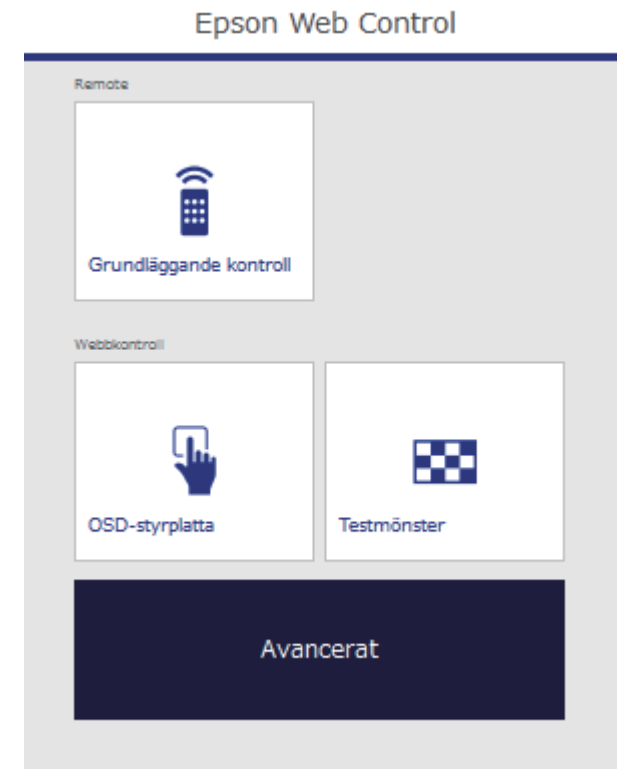 Epson Web Control
Remote
Grundläggande kontroll
Webbkontroll
OSD-styrplatta
Testmönster
Avancerat